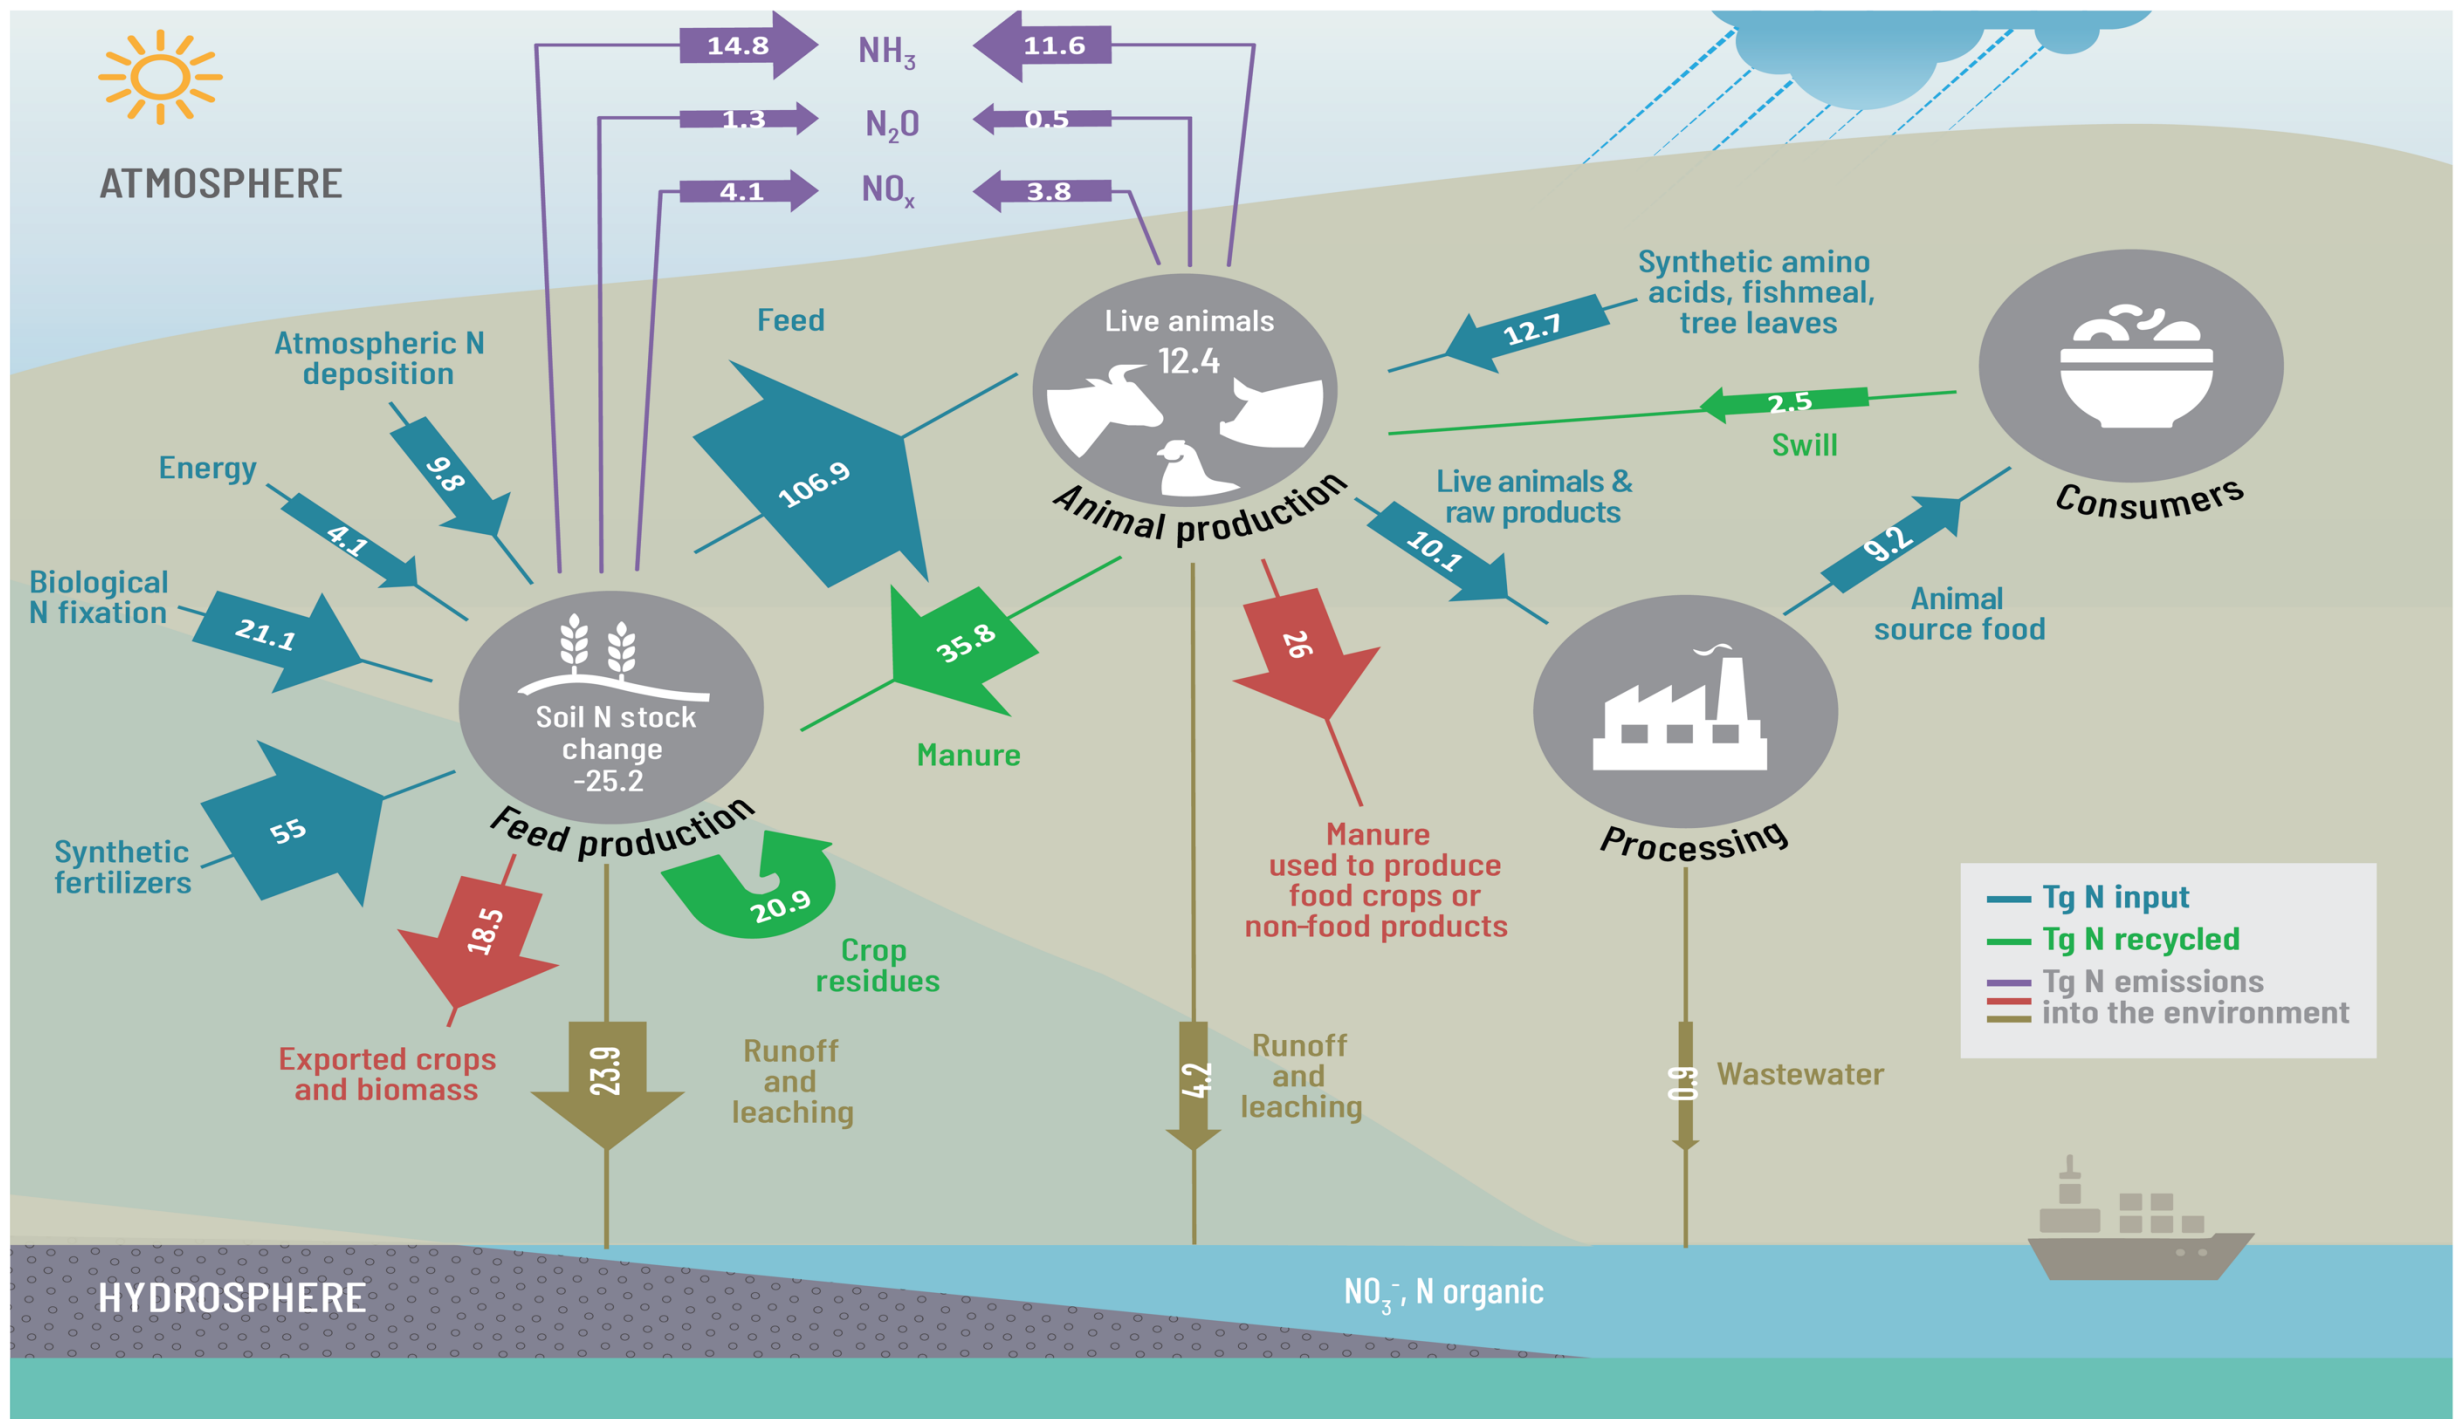 14.8
NH₃
11.6
1.3
N₂O
0.5
4.1
NOₓ
3.8
ATMOSPHERE
Synthetic amino
acids, fishmeal,
tree leaves
12.7
Feed
106.9
Live animals
12.4
Animal production
Atmospheric N
deposition
9.8
Energy
4.1
Biological
N fixation
21.1
2.5
Swill
Consumers
Live animals &
raw products
10.1
9.2
Animal
source food
35.8
Manure
26
Manure
used to produce
food crops or
non-food products
Soil N stock
change
-25.2
Feed production
55
Synthetic
fertilizers
Processing
18.5
Exported crops
and biomass
20.9
Crop
residues
23.9
Runoff
and
leaching
4.2
Runoff
and
leaching
0.9
Wastewater
Tg N input
Tg N recycled
Tg N emissions
into the environment
HYDROSPHERE
NO₃⁻, N organic